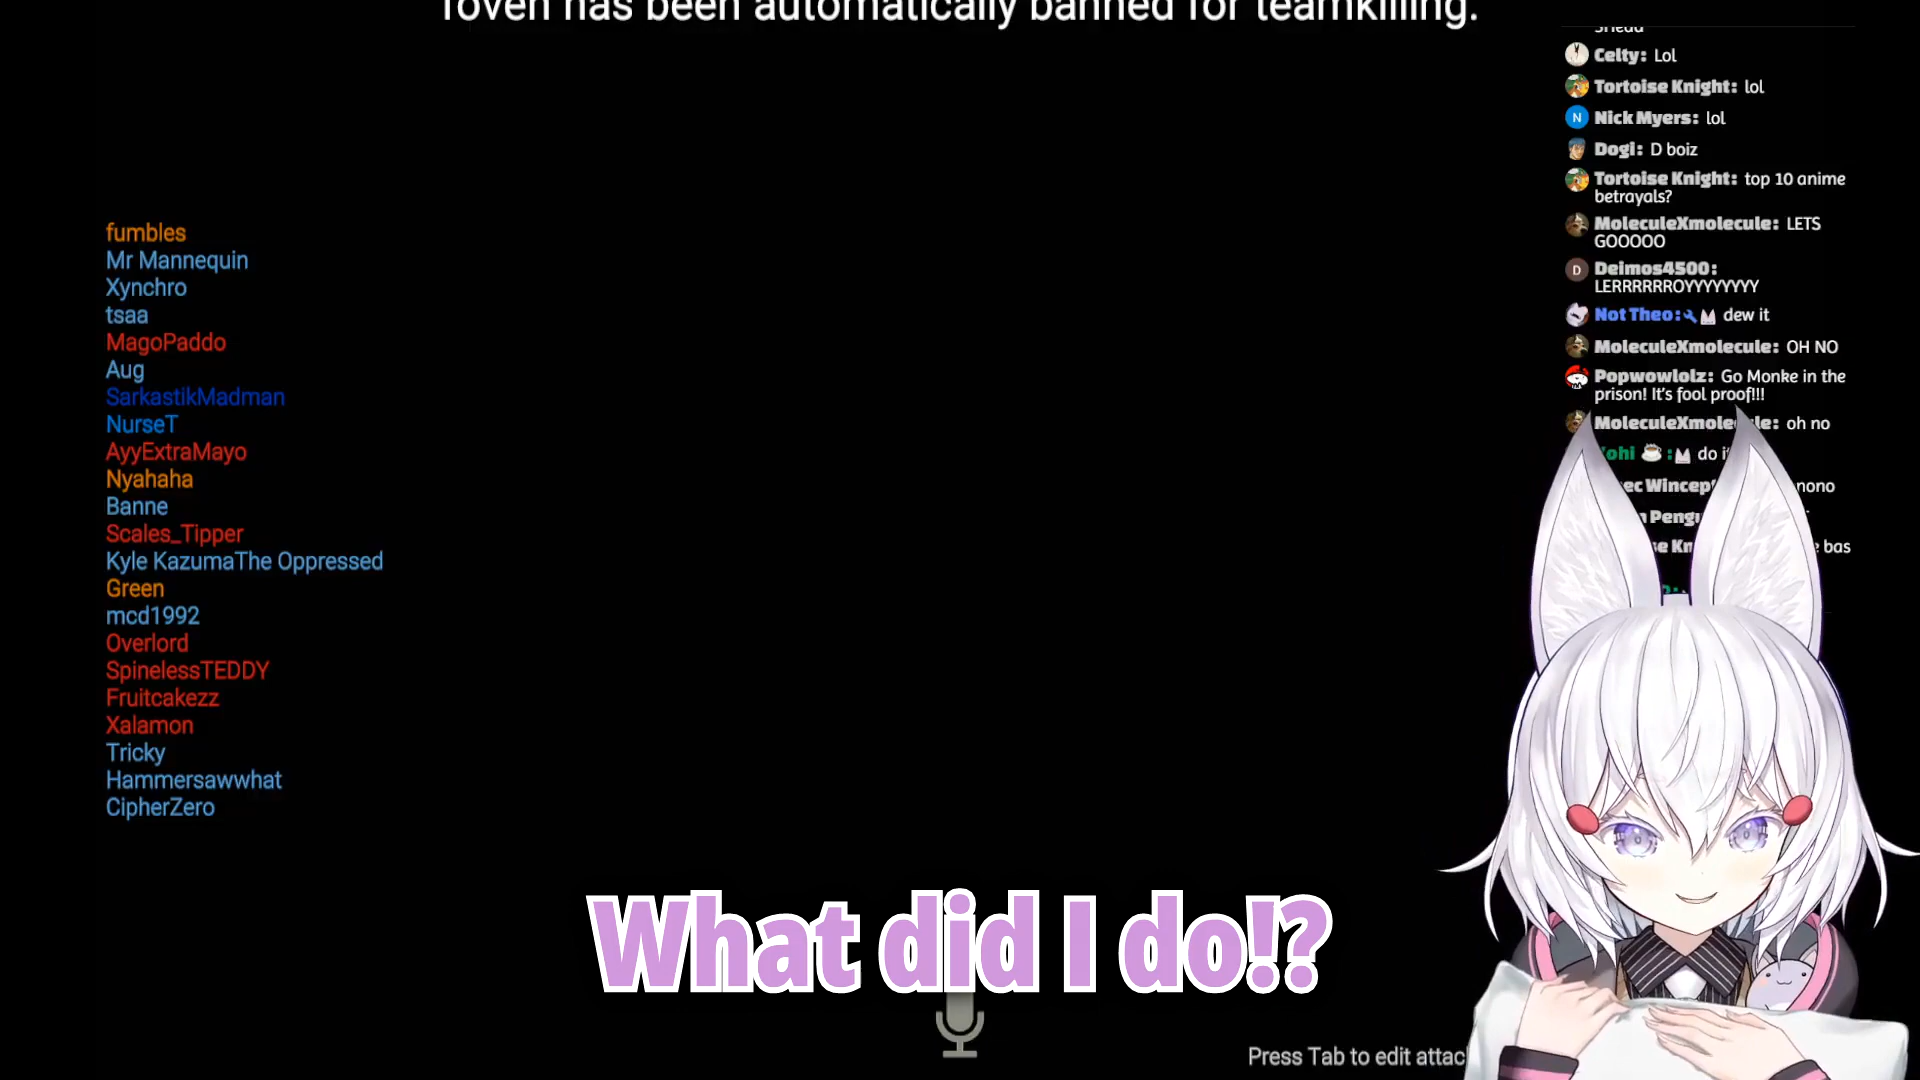 has been automatically banned for teamkilling.
fumbles
Mr Mannequin
Xynchro
tsaa
MagoPaddo
Aug
SarkastikMadman
NurseT
AyyExtraMayo
Nyahaha
Banne
Scales_Tipper
Kyle KazumaThe Oppressed
Green
mcd1992
Overlord
SpinelessTEDDY
Fruitcakezz
Xalamon
Tricky
Hammersawwhat
CipherZero
Celty: Lol
Tortoise Knight: lol
N Nick Myers: lol
Dogi: D boiz
Tortoise Knight: top 10 anime
betrayals?
MoleculeXmolecule: LETS
GOOOOO
D Deimos4500:
LERRRRRROYYYYYYYY
Not Theo: dew it
MoleculeXmolecule: OH NO
Popwowlolz: Go Monke in the
prison! It's fool proof!!!
MoleculeXmolecule: oh no
do
nono
bas
What did I do!?
Press Tab to edit